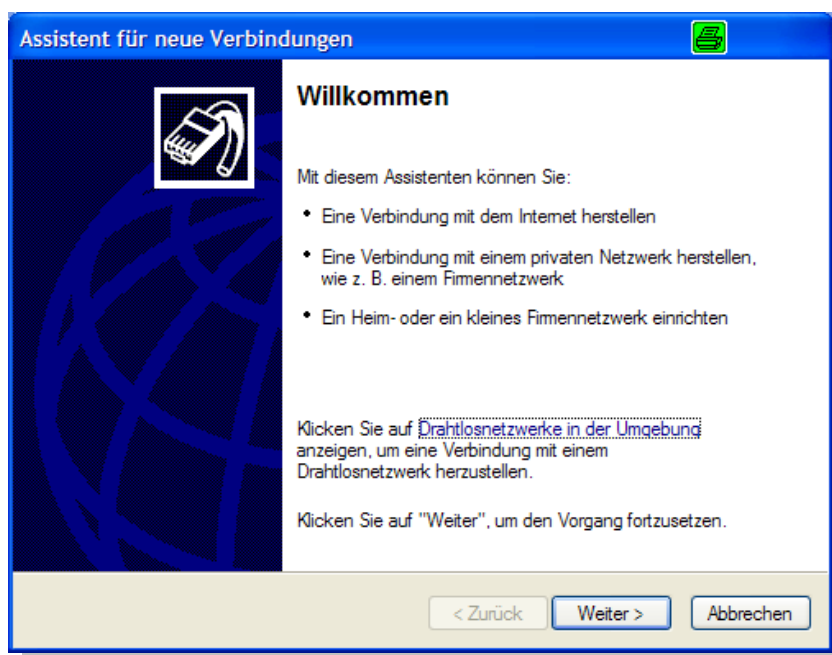 Assistent für neue Verbindungen
Willkommen
Mit diesem Assistenten können Sie:
• Eine Verbindung mit dem Internet herstellen
• Eine Verbindung mit einem privaten Netzwerk herstellen,
wie z. B. einem Firmennetzwerk
• Ein Heim- oder ein kleines Firmennetzwerk einrichten
Klicken Sie auf Drahtlosnetzwerke in der Umgebung
anzeigen, um eine Verbindung mit einem
Drahtlosnetzwerk herzustellen.
Klicken Sie auf "Weiter", um den Vorgang fortzusetzen.
< Zurück Weiter > Abbrechen